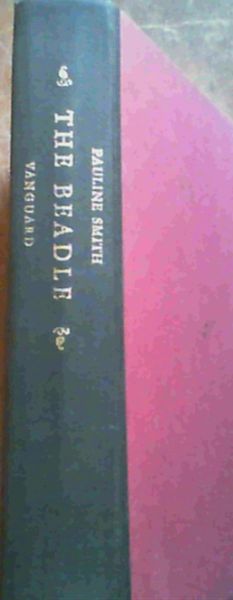 PAULINE SMITH
THE BEADLE
VANGUARD